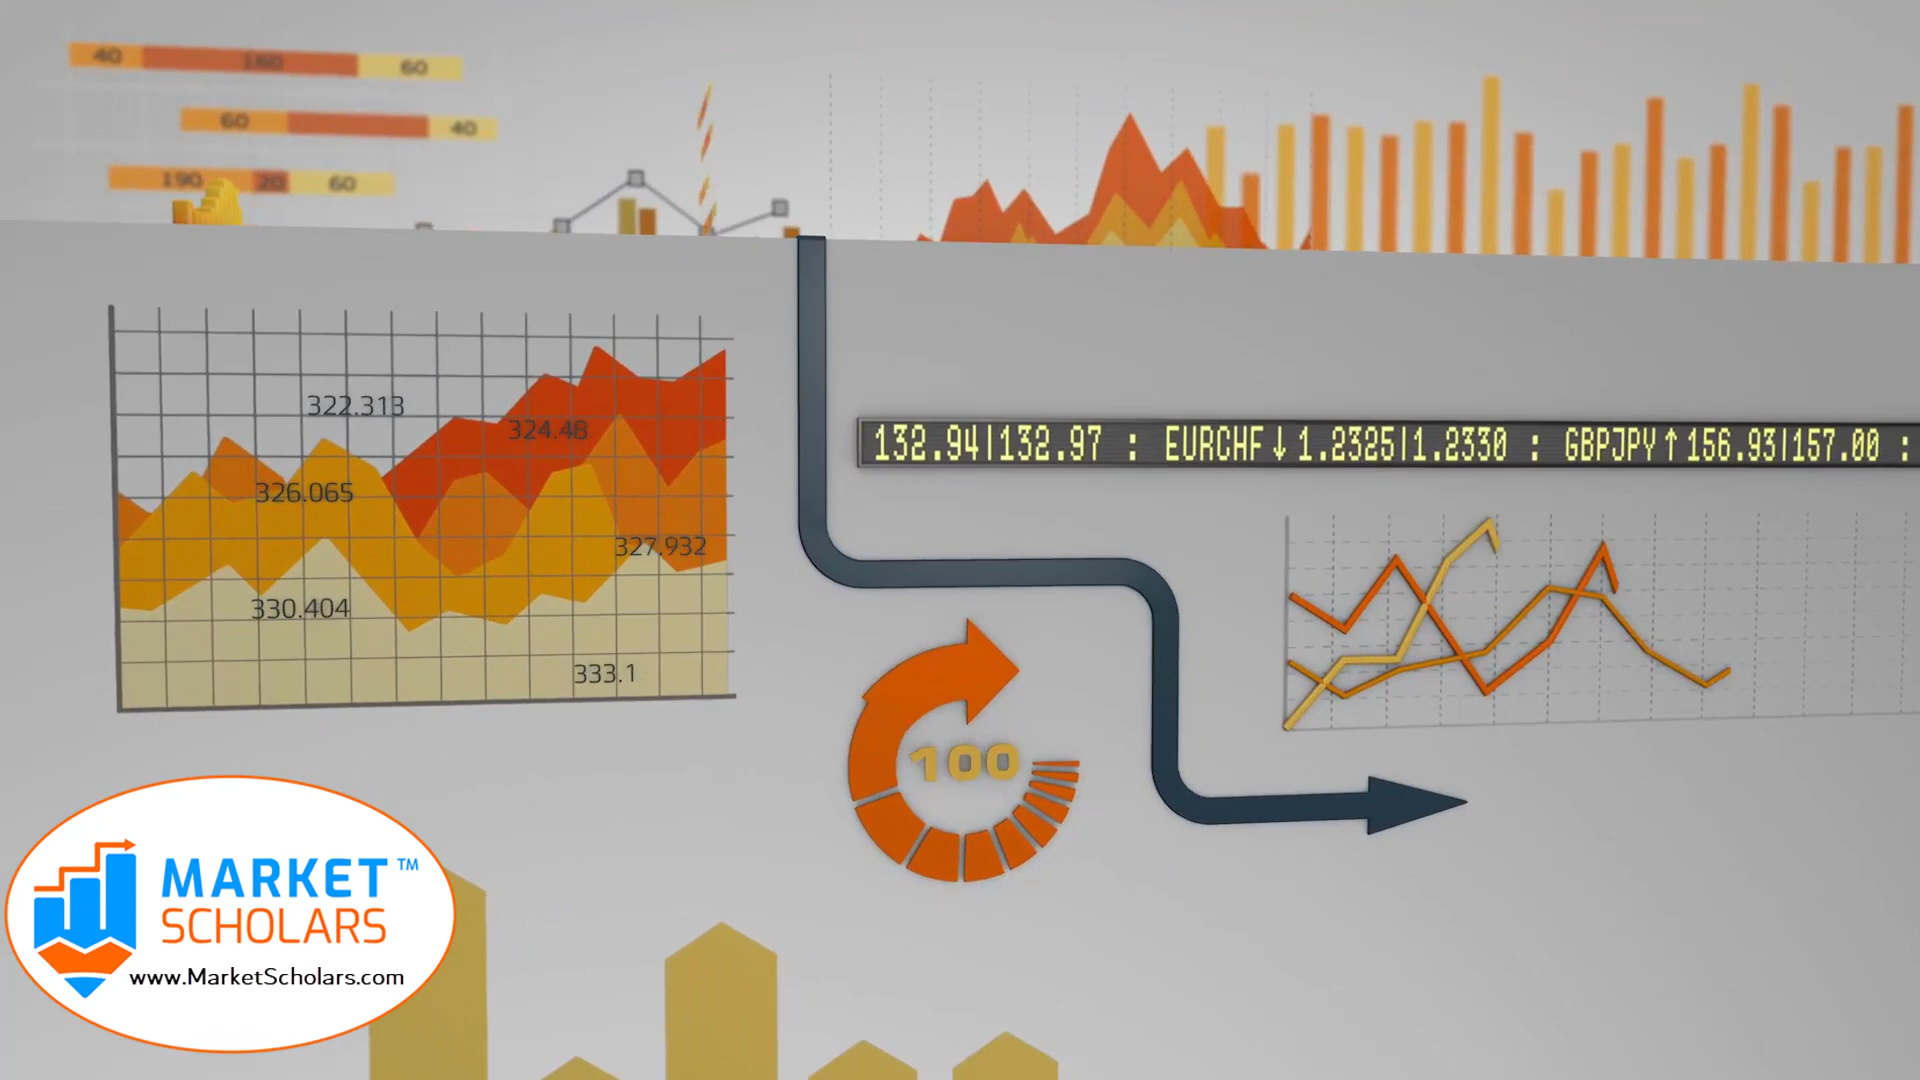 40 180 60
60 40
190 20 60
322.313
324.48
132.94|132.97 : EURCHF↓1.2325|1.2330 : GBPJPY↑156.93|157.00 :
326.065
327.932
330.404
333.1
100
MARKET™
SCHOLARS
www.MarketScholars.com